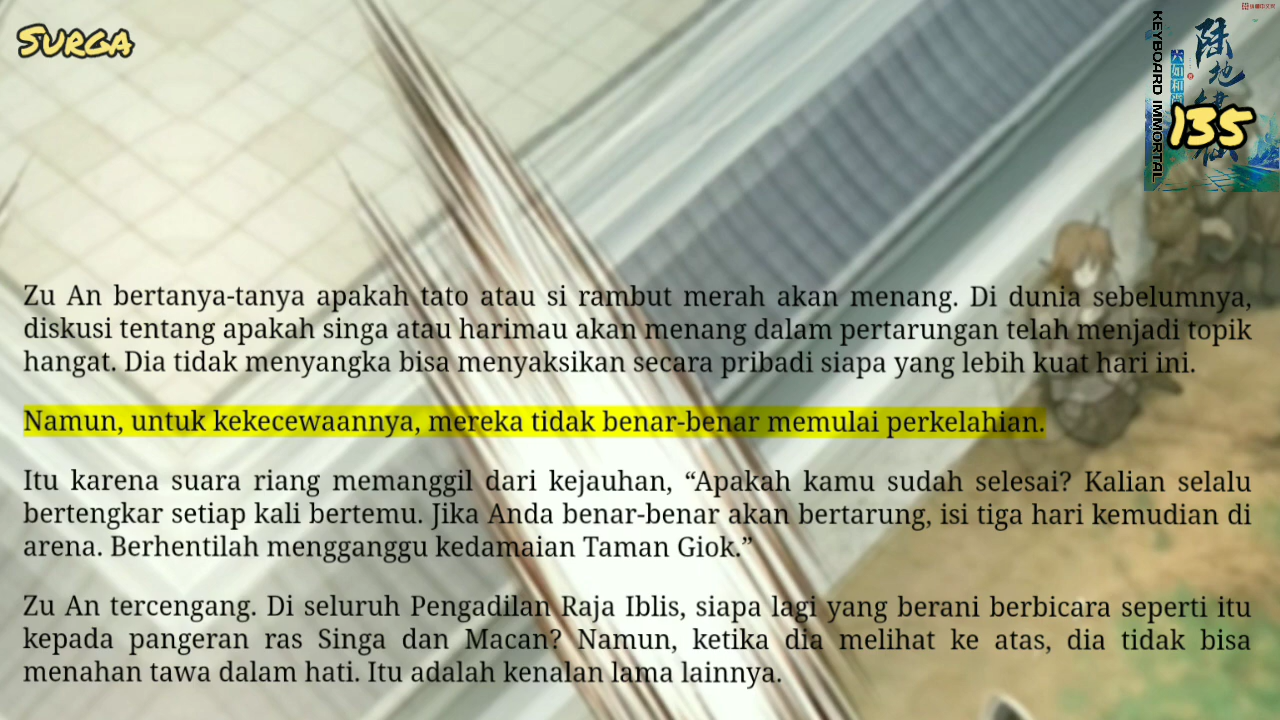 Surga
KEYBOARD IMMORTAL
陆地
135
Zu An bertanya-tanya apakah tato atau si rambut merah akan menang. Di dunia sebelumnya,
diskusi tentang apakah singa atau harimau akan menang dalam pertarungan telah menjadi topik
hangat. Dia tidak menyangka bisa menyaksikan secara pribadi siapa yang lebih kuat hari ini.
Namun, untuk kekecewaannya, mereka tidak benar-benar memulai perkelahian.
Itu karena suara riang memanggil dari kejauhan, “Apakah kamu sudah selesai? Kalian selalu
bertengkar setiap kali bertemu. Jika Anda benar-benar akan bertarung, isi tiga hari kemudian di
arena. Berhentilah mengganggu kedamaian Taman Giok.”
Zu An tercengang. Di seluruh Pengadilan Raja Iblis, siapa lagi yang berani berbicara seperti itu
kepada pangeran ras Singa dan Macan? Namun, ketika dia melihat ke atas, dia tidak bisa
menahan tawa dalam hati. Itu adalah kenalan lama lainnya.